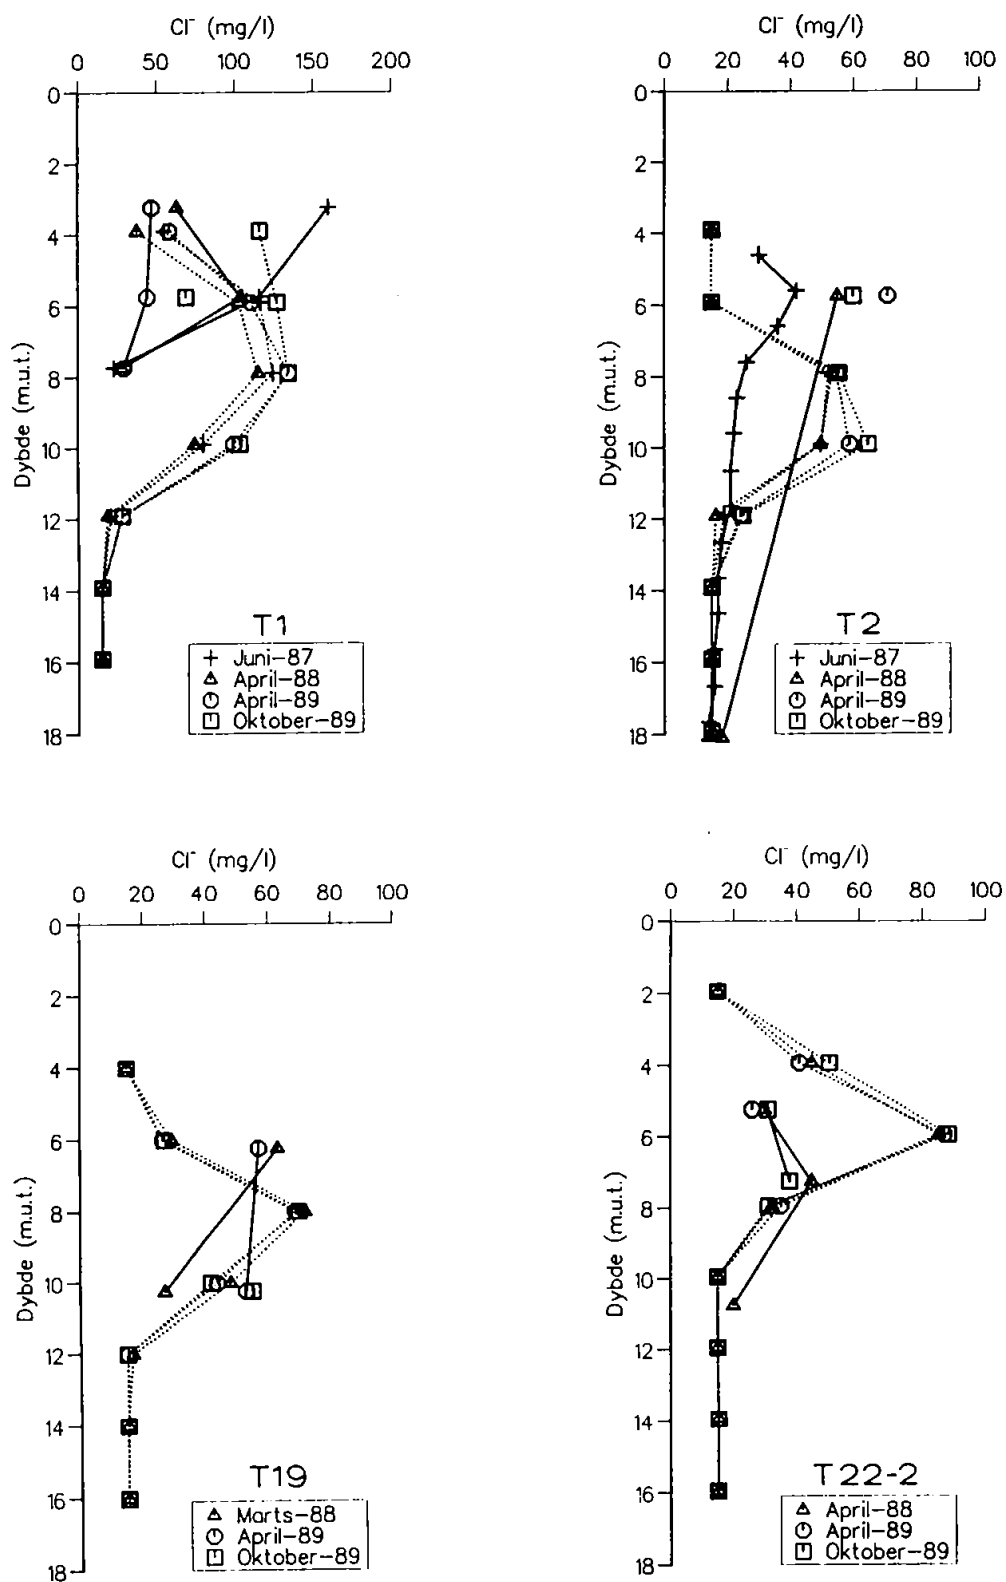 Cl⁻ (mg/l)
0 50 100 150 200
0
2
4
6
8
10
12
14
16
18
Dybde (m.u.t.)
T1
Juni-87
April-88
April-89
Oktober-89
Cl⁻ (mg/l)
0 20 40 60 80 100
0
2
4
6
8
10
12
14
16
18
Dybde (m.u.t.)
T2
Juni-87
April-88
April-89
Oktober-89
Cl⁻ (mg/l)
0 20 40 60 80 100
0
2
4
6
8
10
12
14
16
18
Dybde (m.u.t.)
T19
Marts-88
April-89
Oktober-89
Cl⁻ (mg/l)
0 20 40 60 80 100
0
2
4
6
8
10
12
14
16
18
Dybde (m.u.t.)
T22-2
April-88
April-89
Oktober-89